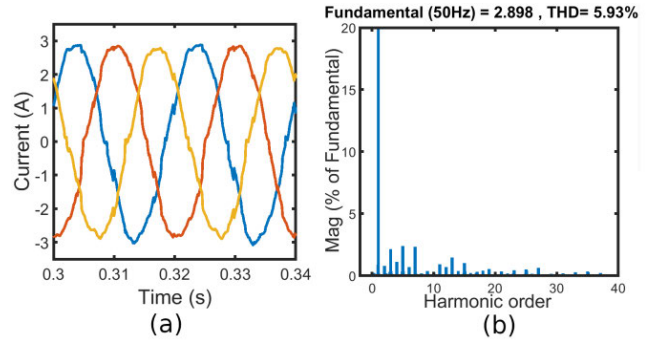 Fundamental (50Hz) = 2.898 , THD= 5.93%
3
2
1
0
-1
-2
-3
Current (A)
0.3 0.31 0.32 0.33 0.34
Time (s)
(a)
20
15
10
5
0
Mag (% of Fundamental)
0 10 20 30 40
Harmonic order
(b)